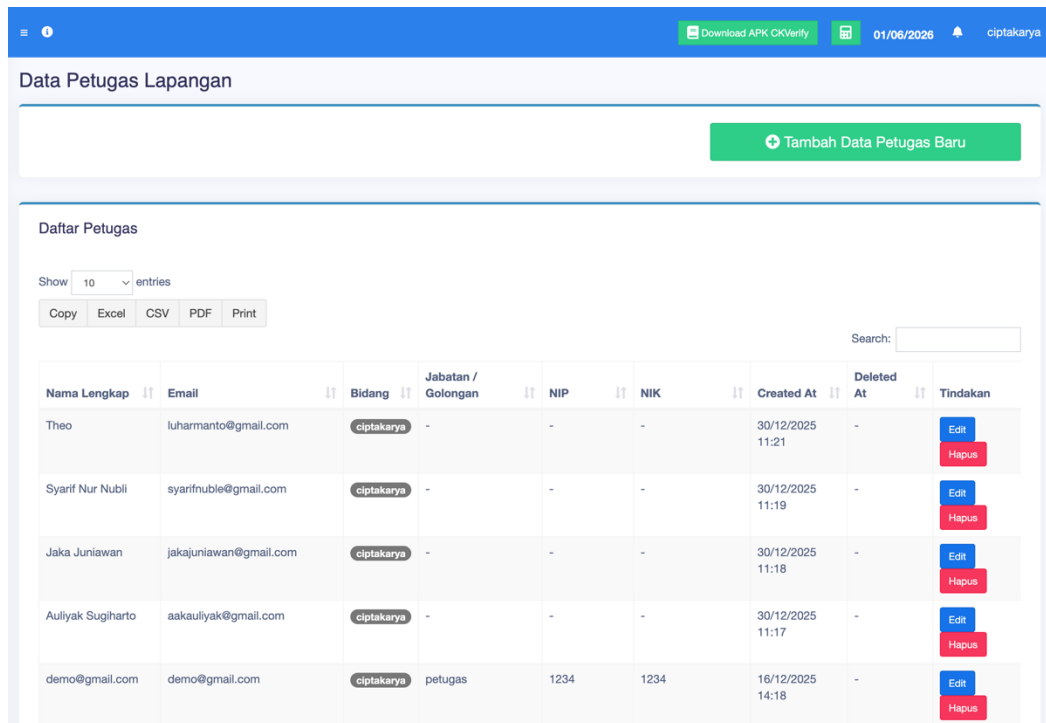 Download APK CKVerify 01/06/2026 ciptakarya
Data Petugas Lapangan
Tambah Data Petugas Baru
Daftar Petugas
Show 10 entries
Copy Excel CSV PDF Print
Search:
Nama Lengkap Email Bidang Jabatan / Golongan NIP NIK Created At Deleted At Tindakan
Theo luharmanto@gmail.com ciptakarya - - - 30/12/2025 11:21 - Edit
Hapus
Syarif Nur Nubli syarifnuble@gmail.com ciptakarya - - - 30/12/2025 11:19 - Edit
Hapus
Jaka Juniawan jakajuniawan@gmail.com ciptakarya - - - 30/12/2025 11:18 - Edit
Hapus
Auliyak Sugiharto aakauliyak@gmail.com ciptakarya - - - 30/12/2025 11:17 - Edit
Hapus
demo@gmail.com demo@gmail.com ciptakarya petugas 1234 1234 16/12/2025 14:18 - Edit
Hapus